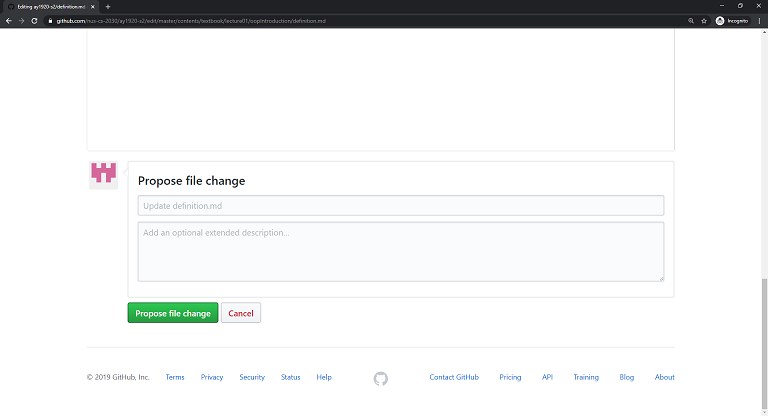 Editing ay1920-s2/definition.md
github.com/nus-cs-2030/ay1920-s2/edit/master/contents/textbook/lecture01/oopIntroduction/definition.md
Incognito
Propose file change
Update definition.md
Add an optional extended description...
Propose file change
Cancel
© 2019 GitHub, Inc. Terms Privacy Security Status Help Contact GitHub Pricing API Training Blog About